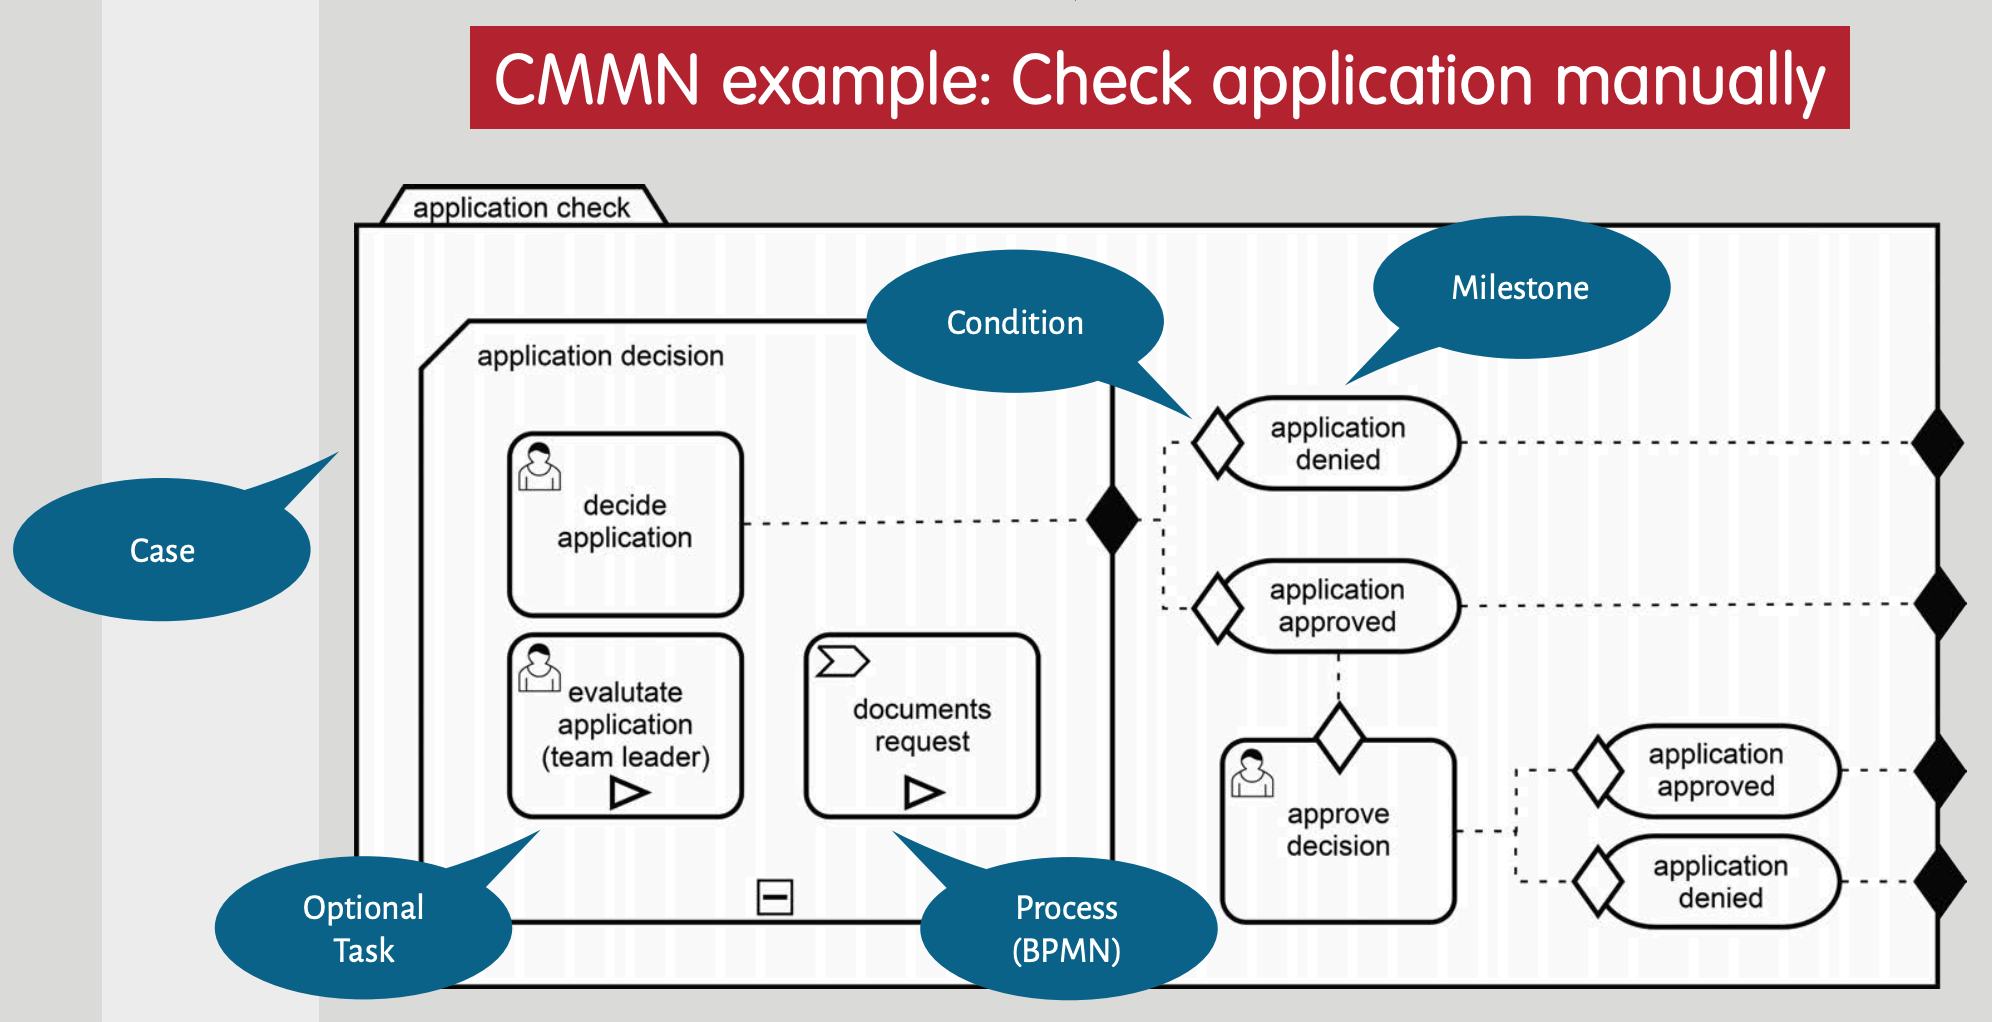 CMMN example: Check application manually
application check
Condition
Milestone
application decision
application
denied
decide
application
Case
application
approved
evalutate
application
(team leader)
documents
request
approve
decision
application
approved
application
denied
Optional
Task
Process
(BPMN)